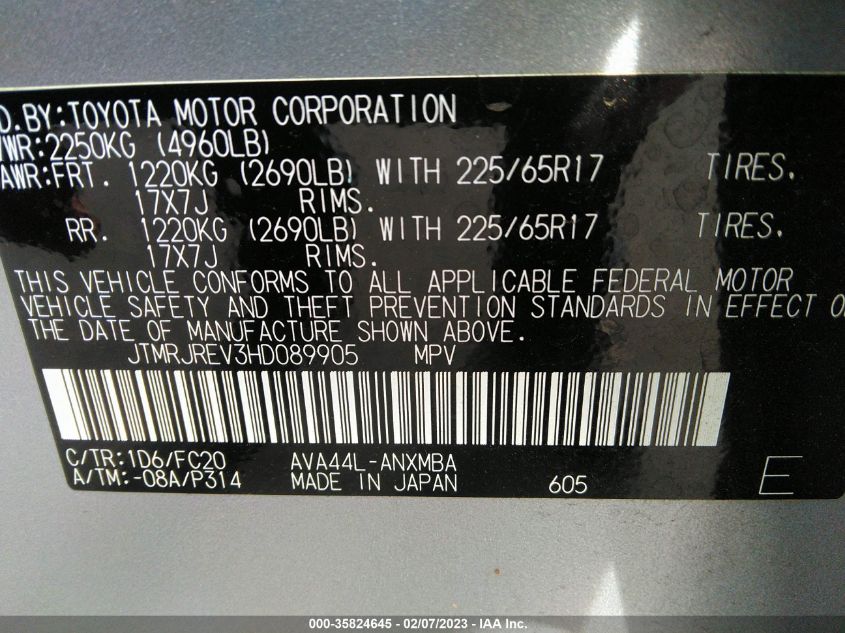 D. BY: TOYOTA MOTOR CORPORATION
VWR: 2250KG (4960LB)
AWR: FRT. 1220KG (2690LB) WITH 225/65R17 TIRES.
17X7J RIMS.
RR. 1220KG (2690LB) WITH 225/65R17 TIRES.
17X7J RIMS.
THIS VEHICLE CONFORMS TO ALL APPLICABLE FEDERAL MOTOR
VEHICLE SAFETY AND THEFT PREVENTION STANDARDS IN EFFECT O
THE DATE OF MANUFACTURE SHOWN ABOVE.
JTMRJREV3HD089905 MPV
C/TR: 1D6/FC20 AVA44L-ANXMBA
A/TM: -08A/P314 MADE IN JAPAN 605 E
000-35824645 - 02/07/2023 - IAA Inc.